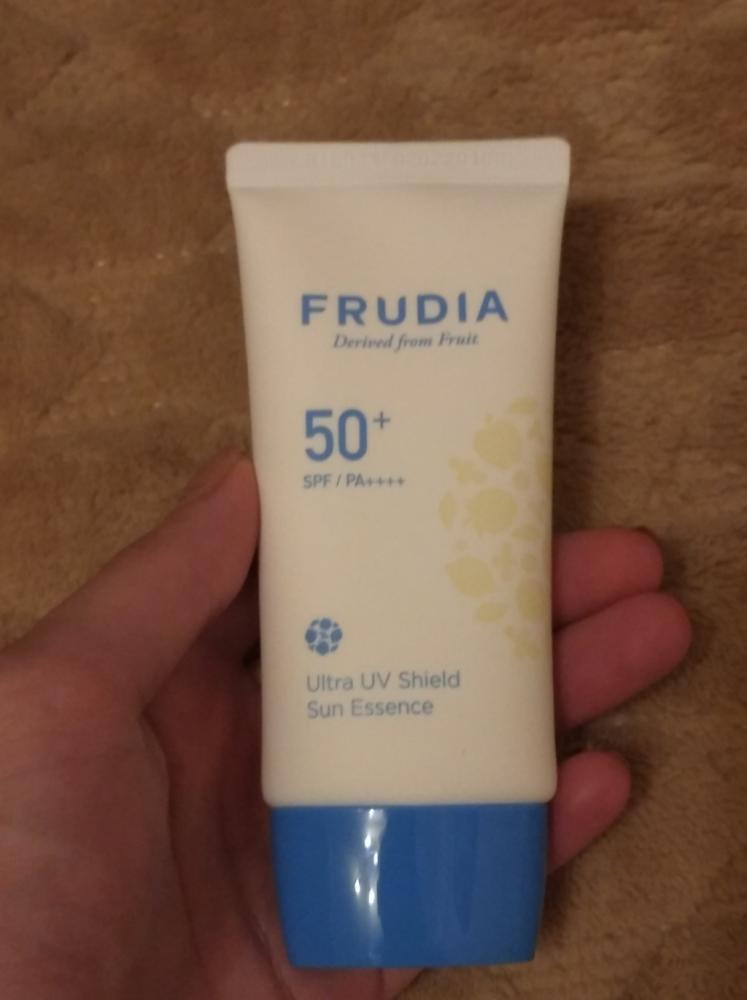 FRUDIA
Derived from Fruit
50+
SPF / PA++++
Ultra UV Shield
Sun Essence